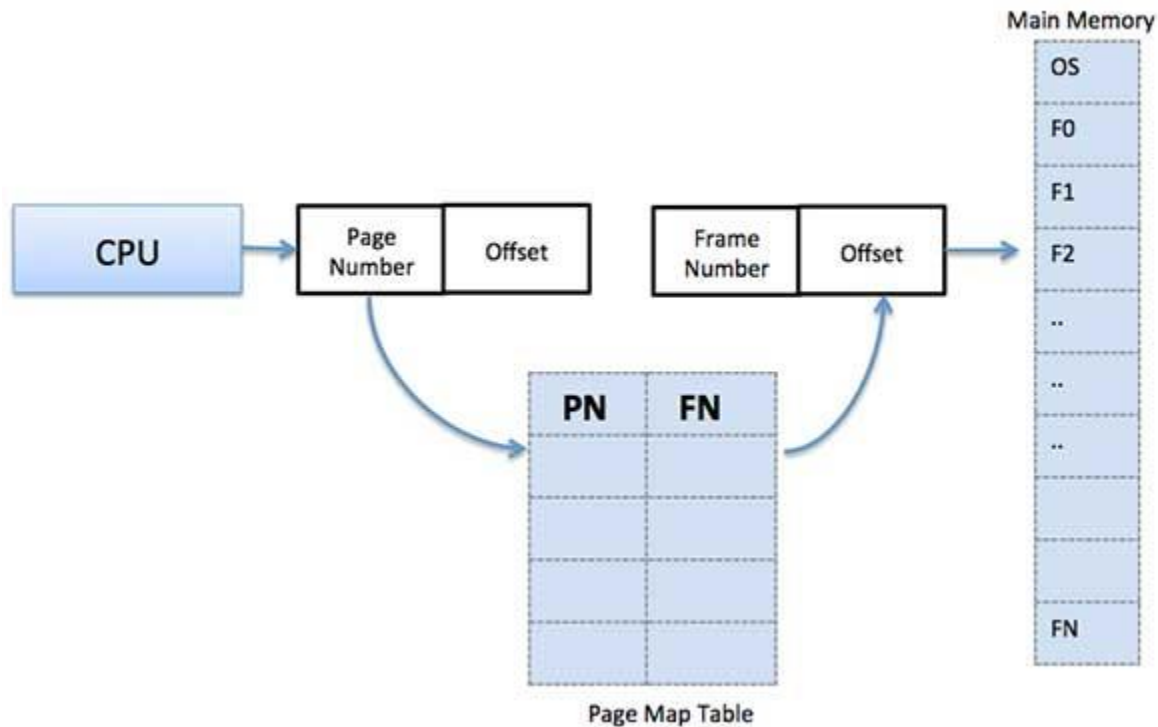 Main Memory
OS
F0
F1
F2
..
..
..
FN
CPU
Page
Number
Offset
Frame
Number
Offset
PN
FN
Page Map Table